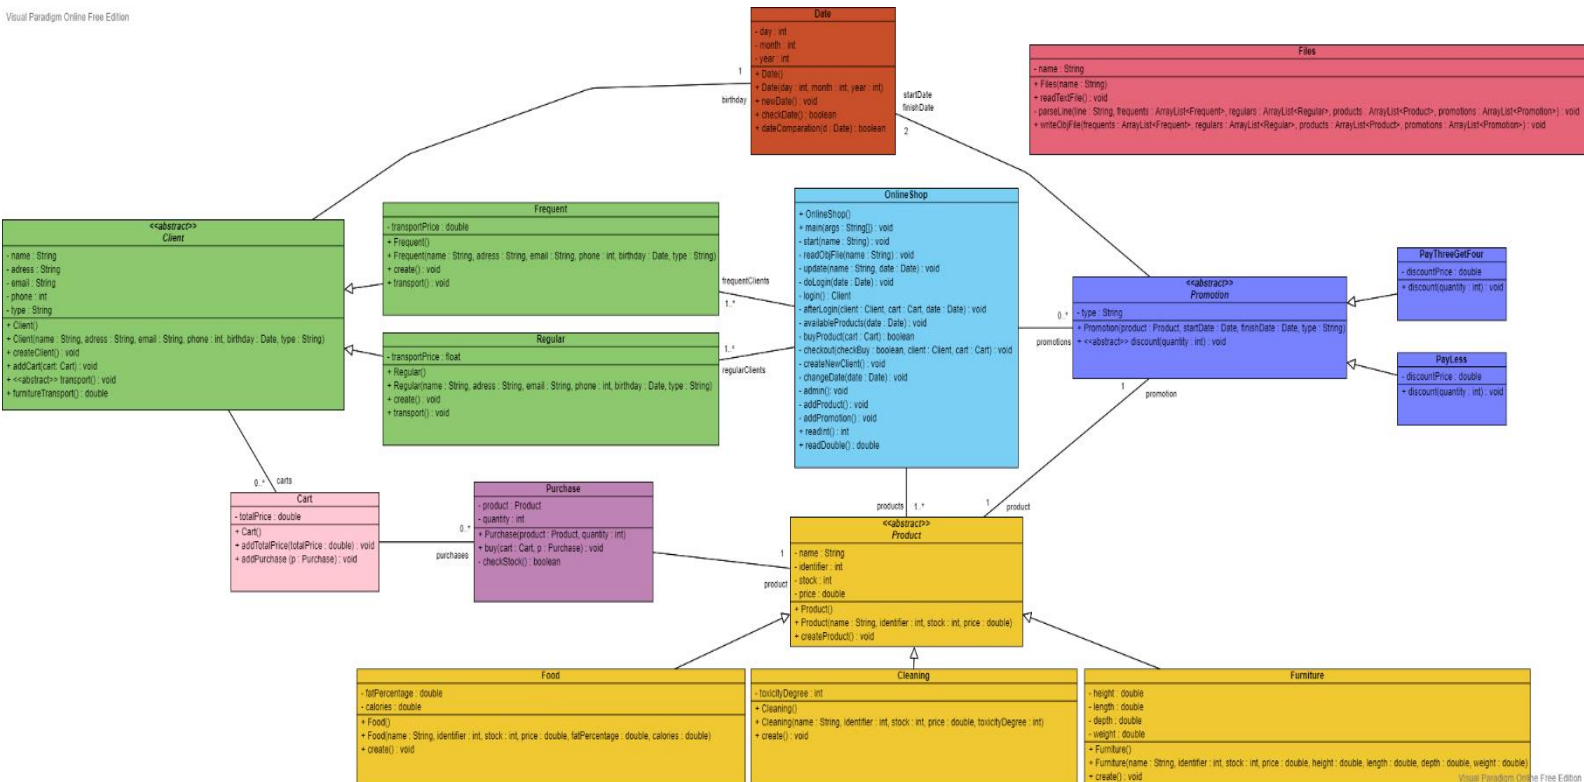 Visual Paradigm Online Free Edition
Date
- day : int
- month : int
- year : int
+ Date()
+ Date(day : int, month : int, year : int)
+ newDate() : void
+ checkDate() : boolean
+ dateComparation(d : Date) : boolean
Files
- name : String
+ Files(name : String)
+ readTextFile() : void
- parseLine(line : String, frequents : ArrayList<Frequent>, regulars : ArrayList<Regular>, products : ArrayList<Product>, promotions : ArrayList<Promotion>) : void
+ writeObjFile(frequents : ArrayList<Frequent>, regulars : ArrayList<Regular>, products : ArrayList<Product>, promotions : ArrayList<Promotion>) : void
1
birthday
startDate
finishDate
2
<<abstract>>
Client
- name : String
- adress : String
- email : String
- phone : int
- type : String
+ Client()
+ Client(name : String, adress : String, email : String, phone : int, birthday : Date, type : String)
+ createClient() : void
+ addCart(cart: Cart) : void
+ <<abstract>> transport() : void
+ furnitureTransport() : double
Frequent
- transportPrice : double
+ Frequent()
+ Frequent(name : String, adress : String, email : String, phone : int, birthday : Date, type : String)
+ create() : void
+ transport() : void
frequentClients
1..*
Regular
- transportPrice : float
+ Regular()
+ Regular(name : String, adress : String, email : String, phone : int, birthday : Date, type : String)
+ create() : void
+ transport() : void
1..*
regularClients
OnlineShop
+ OnlineShop()
+ main(args : String[]) : void
- start(name : String) : void
- readObjFile(name : String) : void
- update(name : String, date : Date) : void
- doLogin(date : Date) : void
- login() : Client
- afterLogin(client : Client, cart : Cart, date : Date) : void
- availableProducts(date : Date) : void
- buyProduct(cart : Cart) : boolean
- checkout(checkBuy : boolean, client : Client, cart : Cart) : void
- createNewClient() : void
- changeDate(date : Date) : void
- admin() : void
- addProduct() : void
- addPromotion() : void
+ readInt() : int
+ readDouble() : double
0..*
promotions
<<abstract>>
Promotion
- type : String
+ Promotion(product : Product, startDate : Date, finishDate : Date, type : String)
+ <<abstract>> discount(quantity : int) : void
PayThreeGetFour
- discountPrice : double
+ discount(quantity : int) : void
PayLess
- discountPrice : double
+ discount(quantity : int) : void
1
promotion
0..*
carts
Cart
- totalPrice : double
+ Cart()
+ addTotalPrice(totalPrice : double) : void
+ addPurchase (p : Purchase) : void
0..*
purchases
Purchase
- product : Product
- quantity : int
+ Purchase(product : Product, quantity : int)
+ buy(cart : Cart, p : Purchase) : void
- checkStock() : boolean
products
1..*
1
product
1
product
<<abstract>>
Product
- name : String
- identifier : int
- stock : int
- price : double
+ Product()
+ Product(name : String, identifier : int, stock : int, price : double)
+ createProduct() : void
Food
- fatPercentage : double
- calories : double
+ Food()
+ Food(name : String, identifier : int, stock : int, price : double, fatPercentage : double, calories : double)
+ create() : void
Cleaning
- toxicityDegree : int
+ Cleaning()
+ Cleaning(name : String, identifier : int, stock : int, price : double, toxicityDegree : int)
+ create() : void
Furniture
- height : double
- length : double
- depth : double
- weight : double
+ Furniture()
+ Furniture(name : String, identifier : int, stock : int, price : double, height : double, length : double, depth : double, weight : double)
+ create() : void
Visual Paradigm Online Free Edition